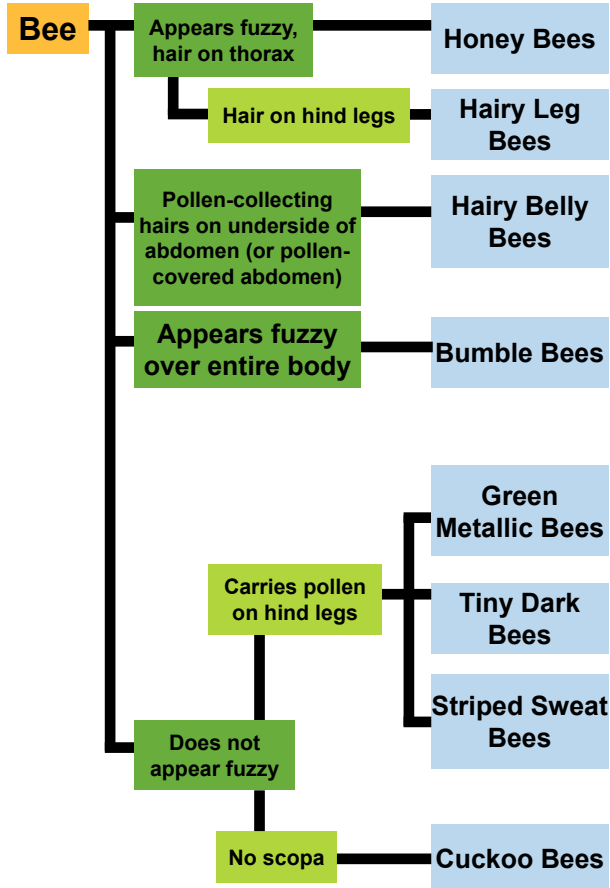 Bee
Appears fuzzy,
hair on thorax
Honey Bees
Hair on hind legs
Hairy Leg
Bees
Pollen-collecting
hairs on underside of
abdomen (or pollen-
covered abdomen)
Hairy Belly
Bees
Appears fuzzy
over entire body
Bumble Bees
Green
Metallic Bees
Carries pollen
on hind legs
Tiny Dark
Bees
Striped Sweat
Bees
Does not
appear fuzzy
No scopa
Cuckoo Bees